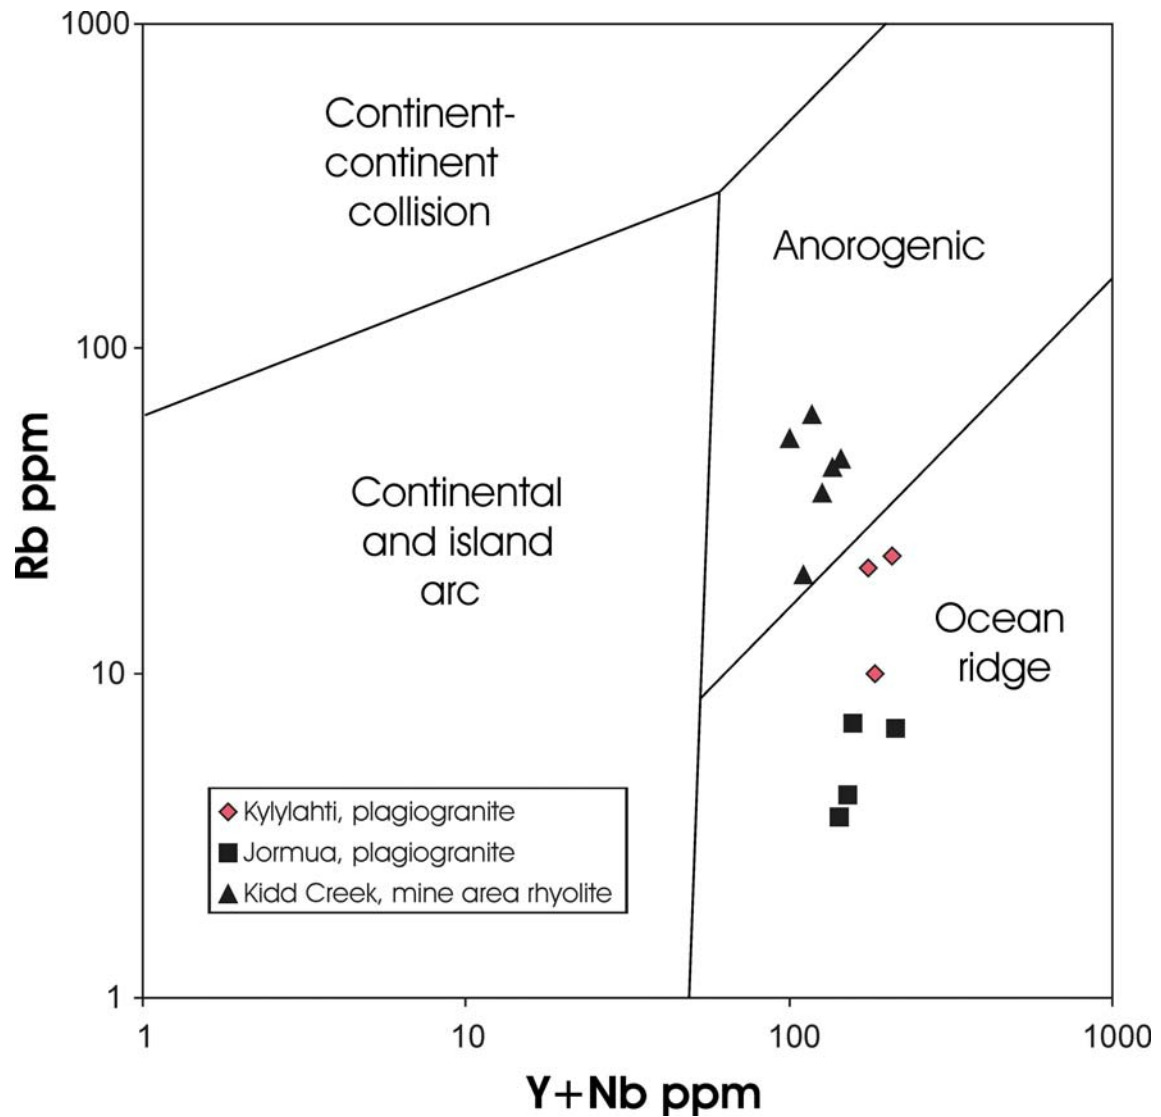 1000
Continent-
continent
collision
Anorogenic
100
Rb ppm
Continental
and island
arc
Ocean
ridge
10
Kylylahti, plagiogranite
Jormua, plagiogranite
Kidd Creek, mine area rhyolite
1
1
10
100
1000
Y+Nb ppm